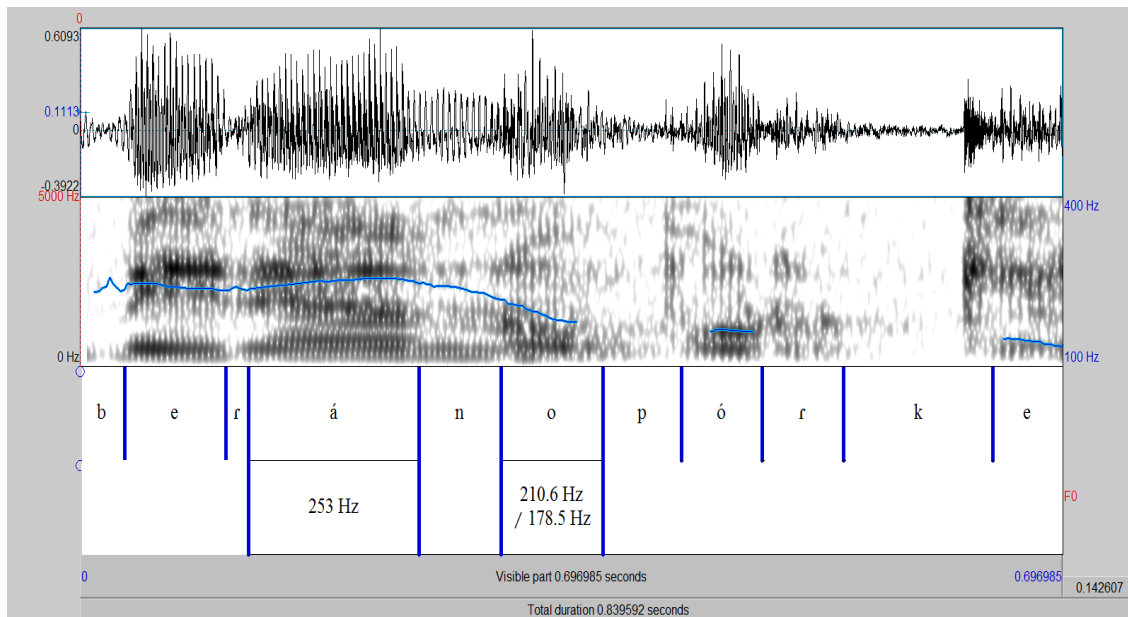 0
0.6093
0.1113
0
-0.3922
5000 Hz
400 Hz
0 Hz
100 Hz
b e ɾ á n o p ó ɾ k e
253 Hz
210.6 Hz
/ 178.5 Hz
F0
0 Visible part 0.696985 seconds 0.696985
0.142607
Total duration 0.839592 seconds